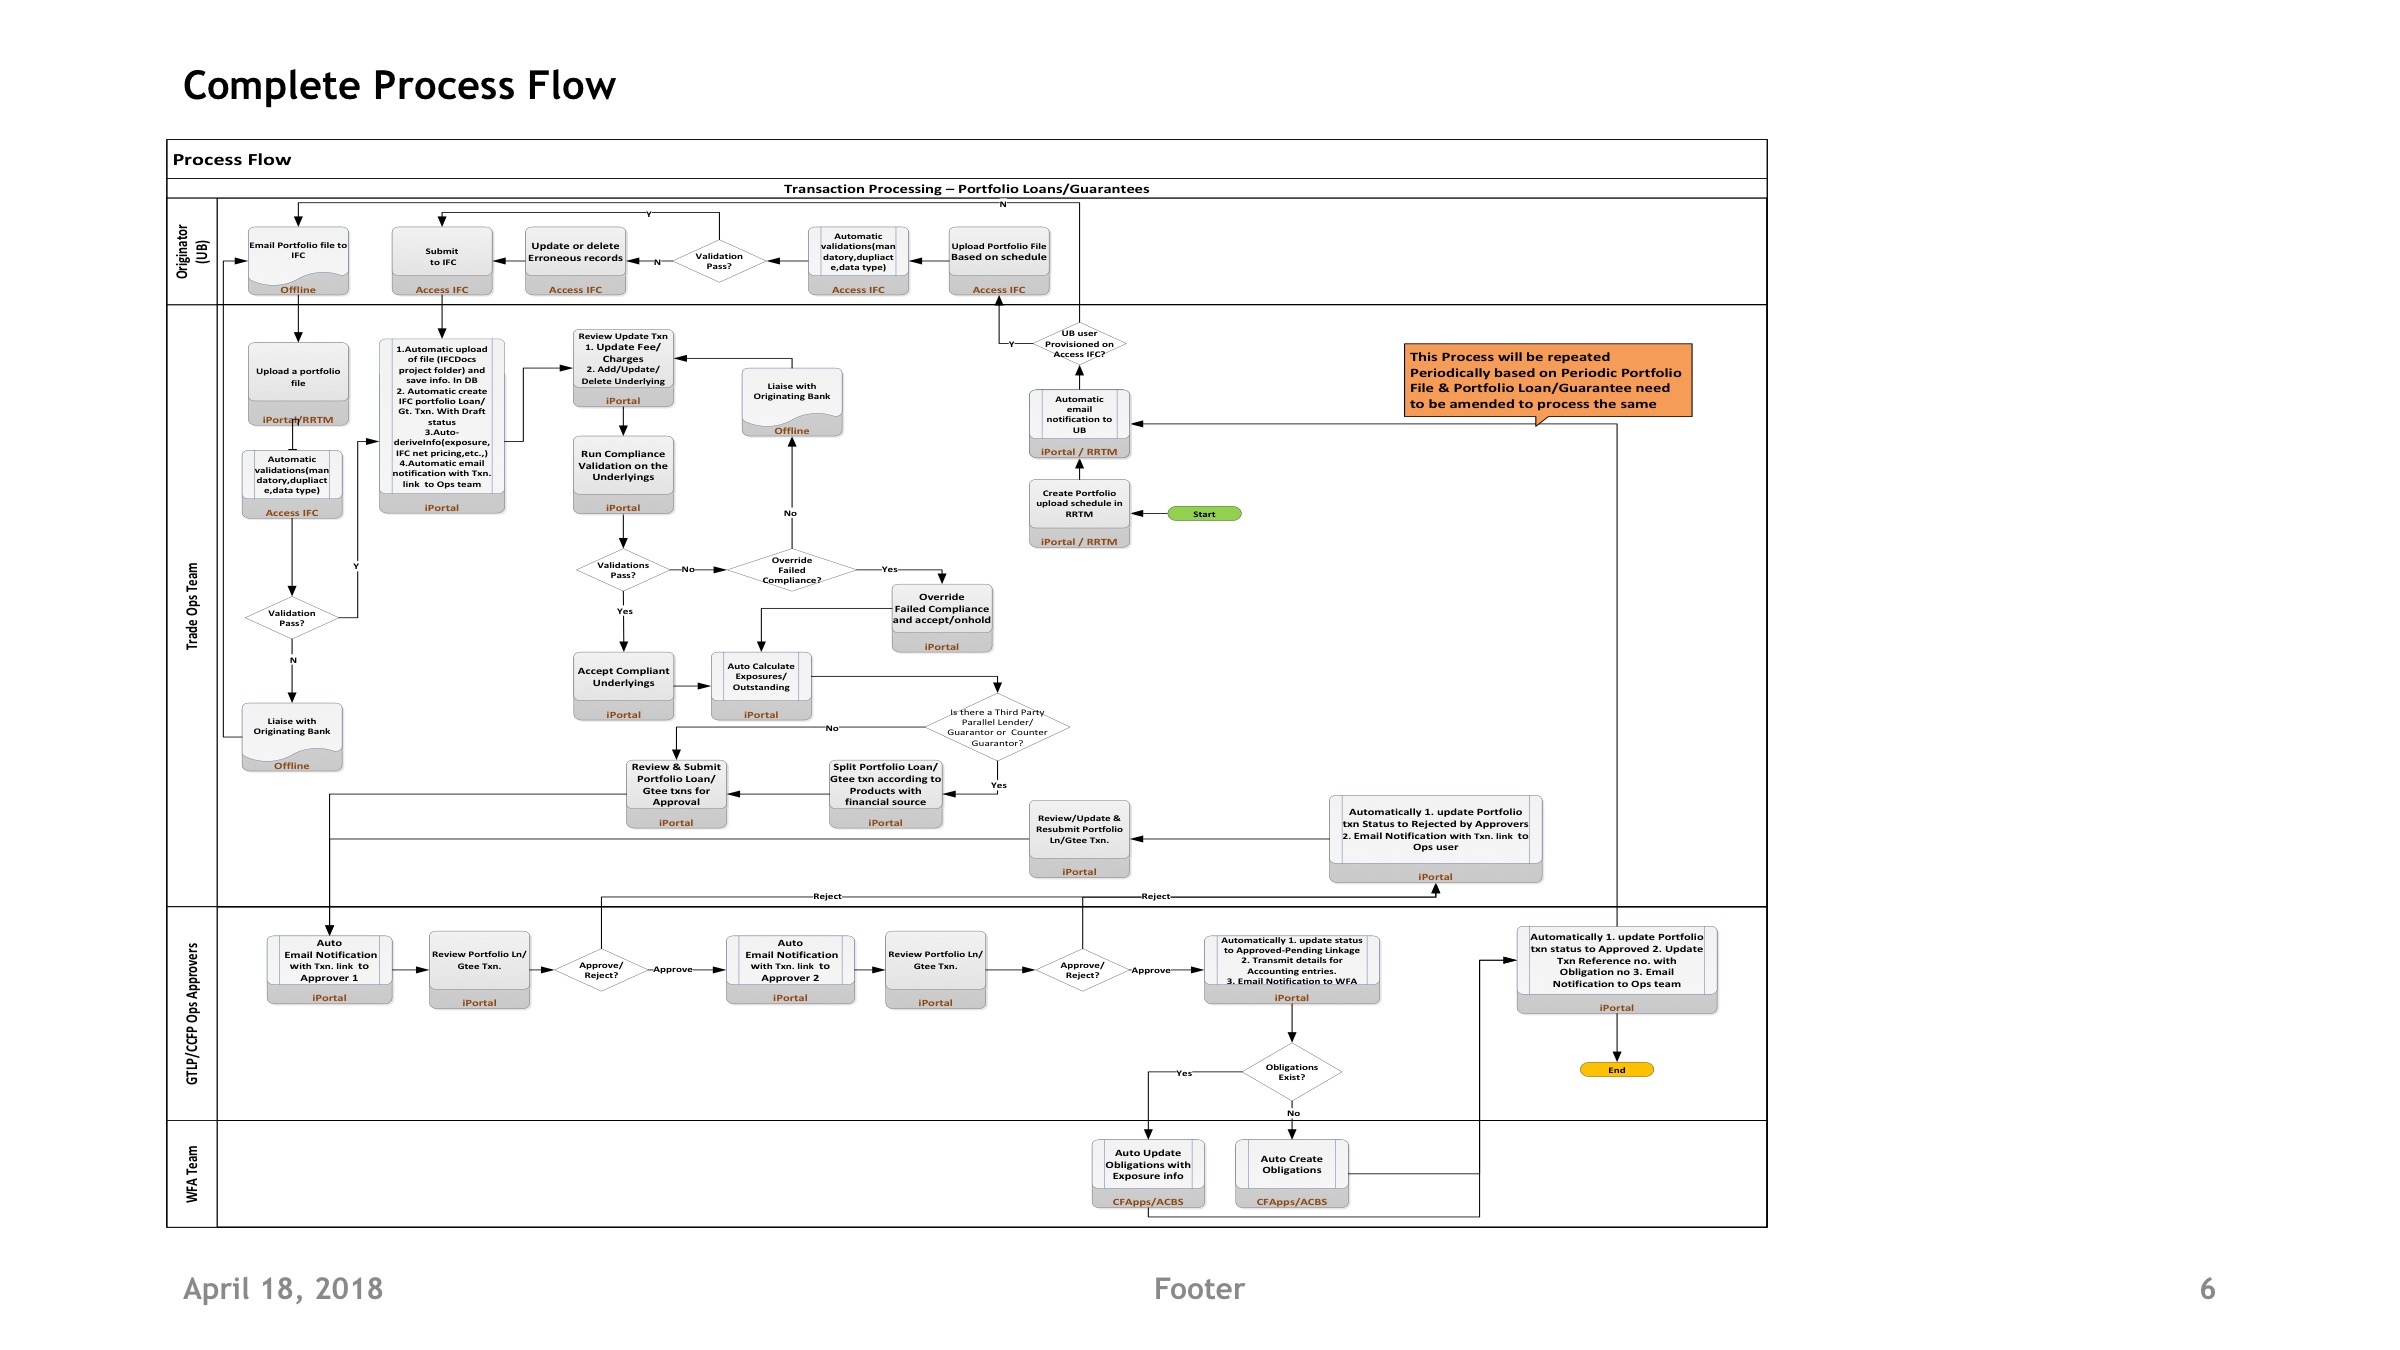 Complete Process Flow
Process Flow
Transaction Processing – Portfolio Loans/Guarantees
Originator
(UB)
N
Y
Email Portfolio file to
IFC
Offline
Submit
to IFC
Access IFC
Update or delete
Erroneous records
Access IFC
N
Validation
Pass?
Automatic
validations(man
datory,dupliact
e,data type)
Access IFC
Upload Portfolio File
Based on schedule
Access IFC
Trade Ops Team
Upload a portfolio
file
iPortal/RRTM
Automatic
validations(man
datory,dupliact
e,data type)
Access IFC
Y
Validation
Pass?
N
Liaise with
Originating Bank
Offline
1.Automatic upload
of file (IFCDocs
project folder) and
save info. In DB
2. Automatic create
IFC portfolio Loan/
Gt. Txn. With Draft
status
3.Auto-
deriveInfo(exposure,
IFC net pricing,etc.,)
4.Automatic email
notification with Txn.
link to Ops team
iPortal
Review Update Txn
1. Update Fee/
Charges
2. Add/Update/
Delete Underlying
iPortal
Run Compliance
Validation on the
Underlyings
iPortal
Validations
Pass?
No
Yes
Accept Compliant
Underlyings
iPortal
Liaise with
Originating Bank
Offline
No
Override
Failed
Compliance?
Yes
Override
Failed Compliance
and accept/onhold
iPortal
Auto Calculate
Exposures/
Outstanding
iPortal
Is there a Third Party
Parallel Lender/
Guarantor or Counter
Guarantor?
No
Yes
Review & Submit
Portfolio Loan/
Gtee txns for
Approval
iPortal
Split Portfolio Loan/
Gtee txn according to
Products with
financial source
iPortal
UB user
Provisioned on
Access IFC?
Y
Automatic
email
notification to
UB
iPortal / RRTM
Create Portfolio
upload schedule in
RRTM
iPortal / RRTM
Start
This Process will be repeated
Periodically based on Periodic Portfolio
File & Portfolio Loan/Guarantee need
to be amended to process the same
Review/Update &
Resubmit Portfolio
Ln/Gtee Txn.
iPortal
Automatically 1. update Portfolio
txn Status to Rejected by Approvers
2. Email Notification with Txn. link to
Ops user
iPortal
Reject
Reject
GTLP/CCFP Ops Approvers
Auto
Email Notification
with Txn. link to
Approver 1
iPortal
Review Portfolio Ln/
Gtee Txn.
iPortal
Approve/
Reject?
Approve
Auto
Email Notification
with Txn. link to
Approver 2
iPortal
Review Portfolio Ln/
Gtee Txn.
iPortal
Approve/
Reject?
Approve
Automatically 1. update status
to Approved-Pending Linkage
2. Transmit details for
Accounting entries.
3. Email Notification to WFA
iPortal
Automatically 1. update Portfolio
txn status to Approved 2. Update
Txn Reference no. with
Obligation no 3. Email
Notification to Ops team
iPortal
End
Obligations
Exist?
Yes
No
WFA Team
Auto Update
Obligations with
Exposure info
CFApps/ACBS
Auto Create
Obligations
CFApps/ACBS
April 18, 2018
Footer
6